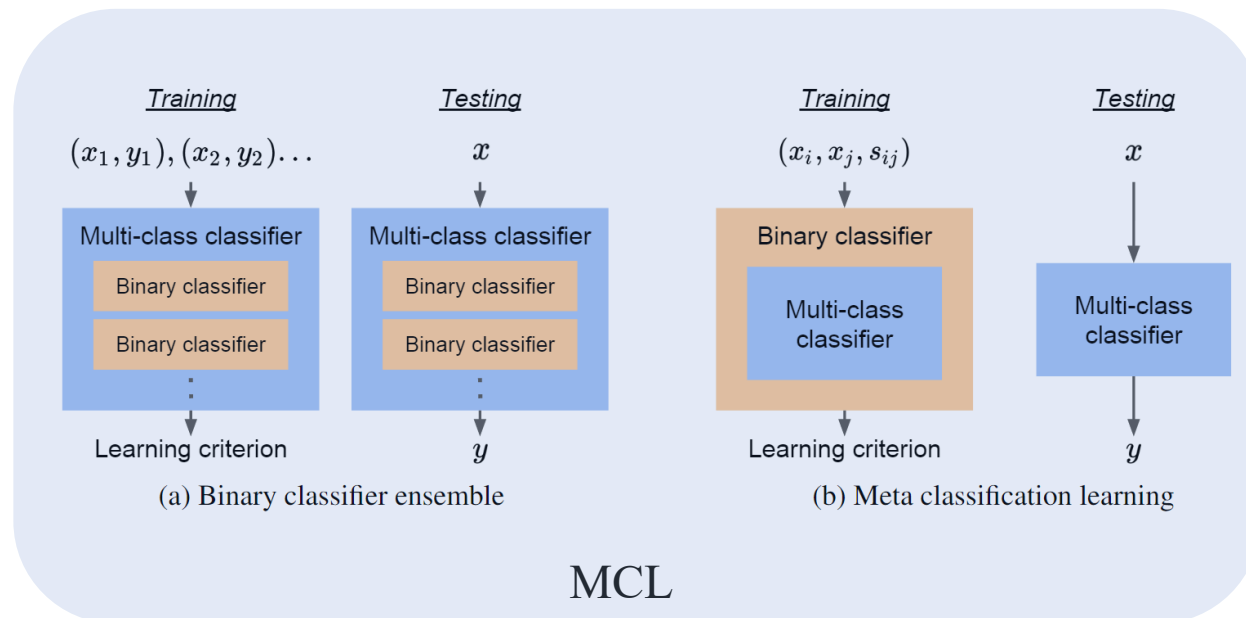 Training
(x₁, y₁), (x₂, y₂)...
Multi-class classifier
Binary classifier
Binary classifier
⋮
Learning criterion
Testing
x
Multi-class classifier
Binary classifier
Binary classifier
⋮
y
(a) Binary classifier ensemble
Training
(xᵢ, xⱼ, sᵢⱼ)
Binary classifier
Multi-class
classifier
Learning criterion
Testing
x
Multi-class
classifier
y
(b) Meta classification learning
MCL